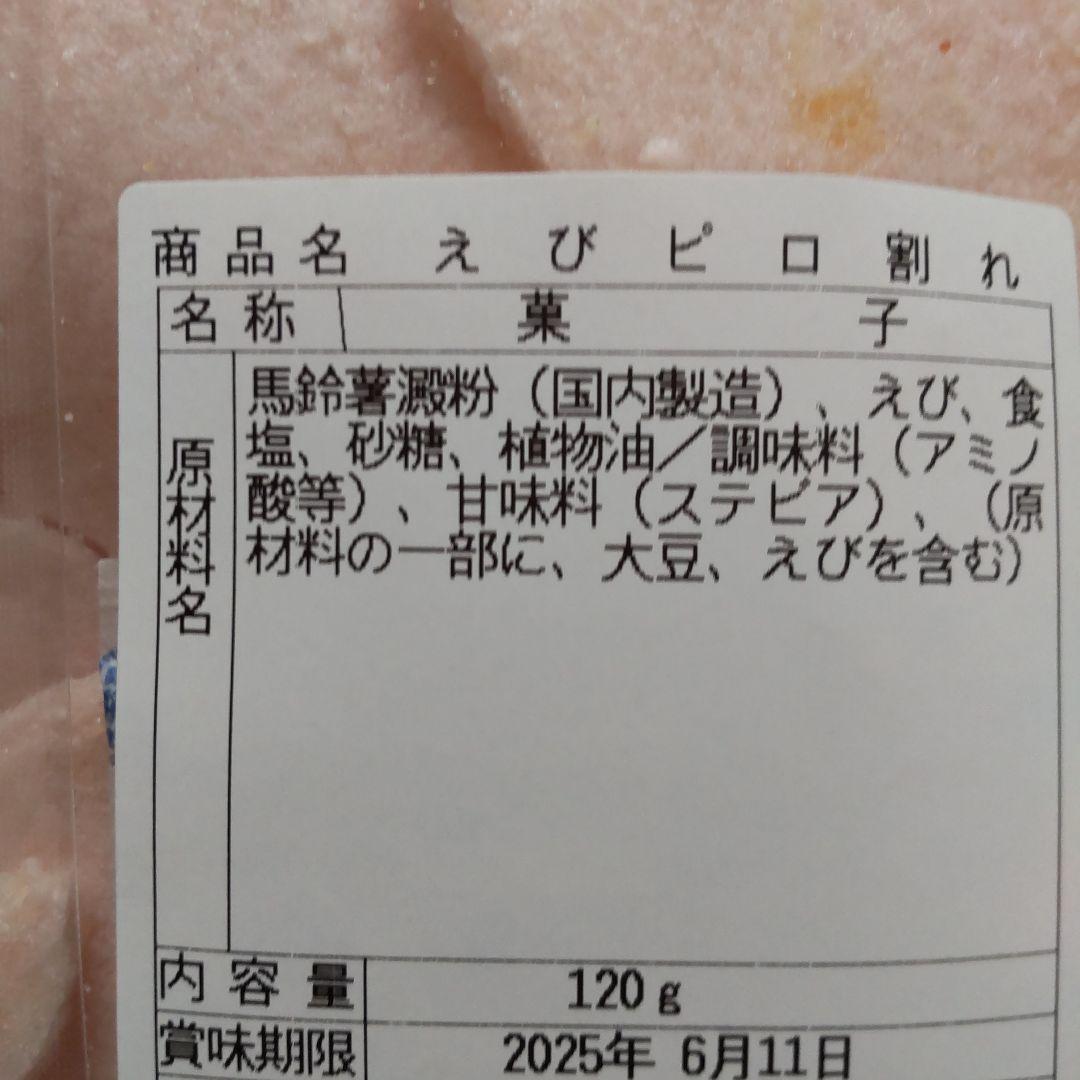 商品名 えびピロ割れ
名称 菓子
原材料名
馬鈴薯澱粉（国内製造）、えび、食
塩、砂糖、植物油／調味料（アミノ
酸等）、甘味料（ステビア）、（原
材料の一部に、大豆、えびを含む）
内容量 120g
賞味期限 2025年 6月11日